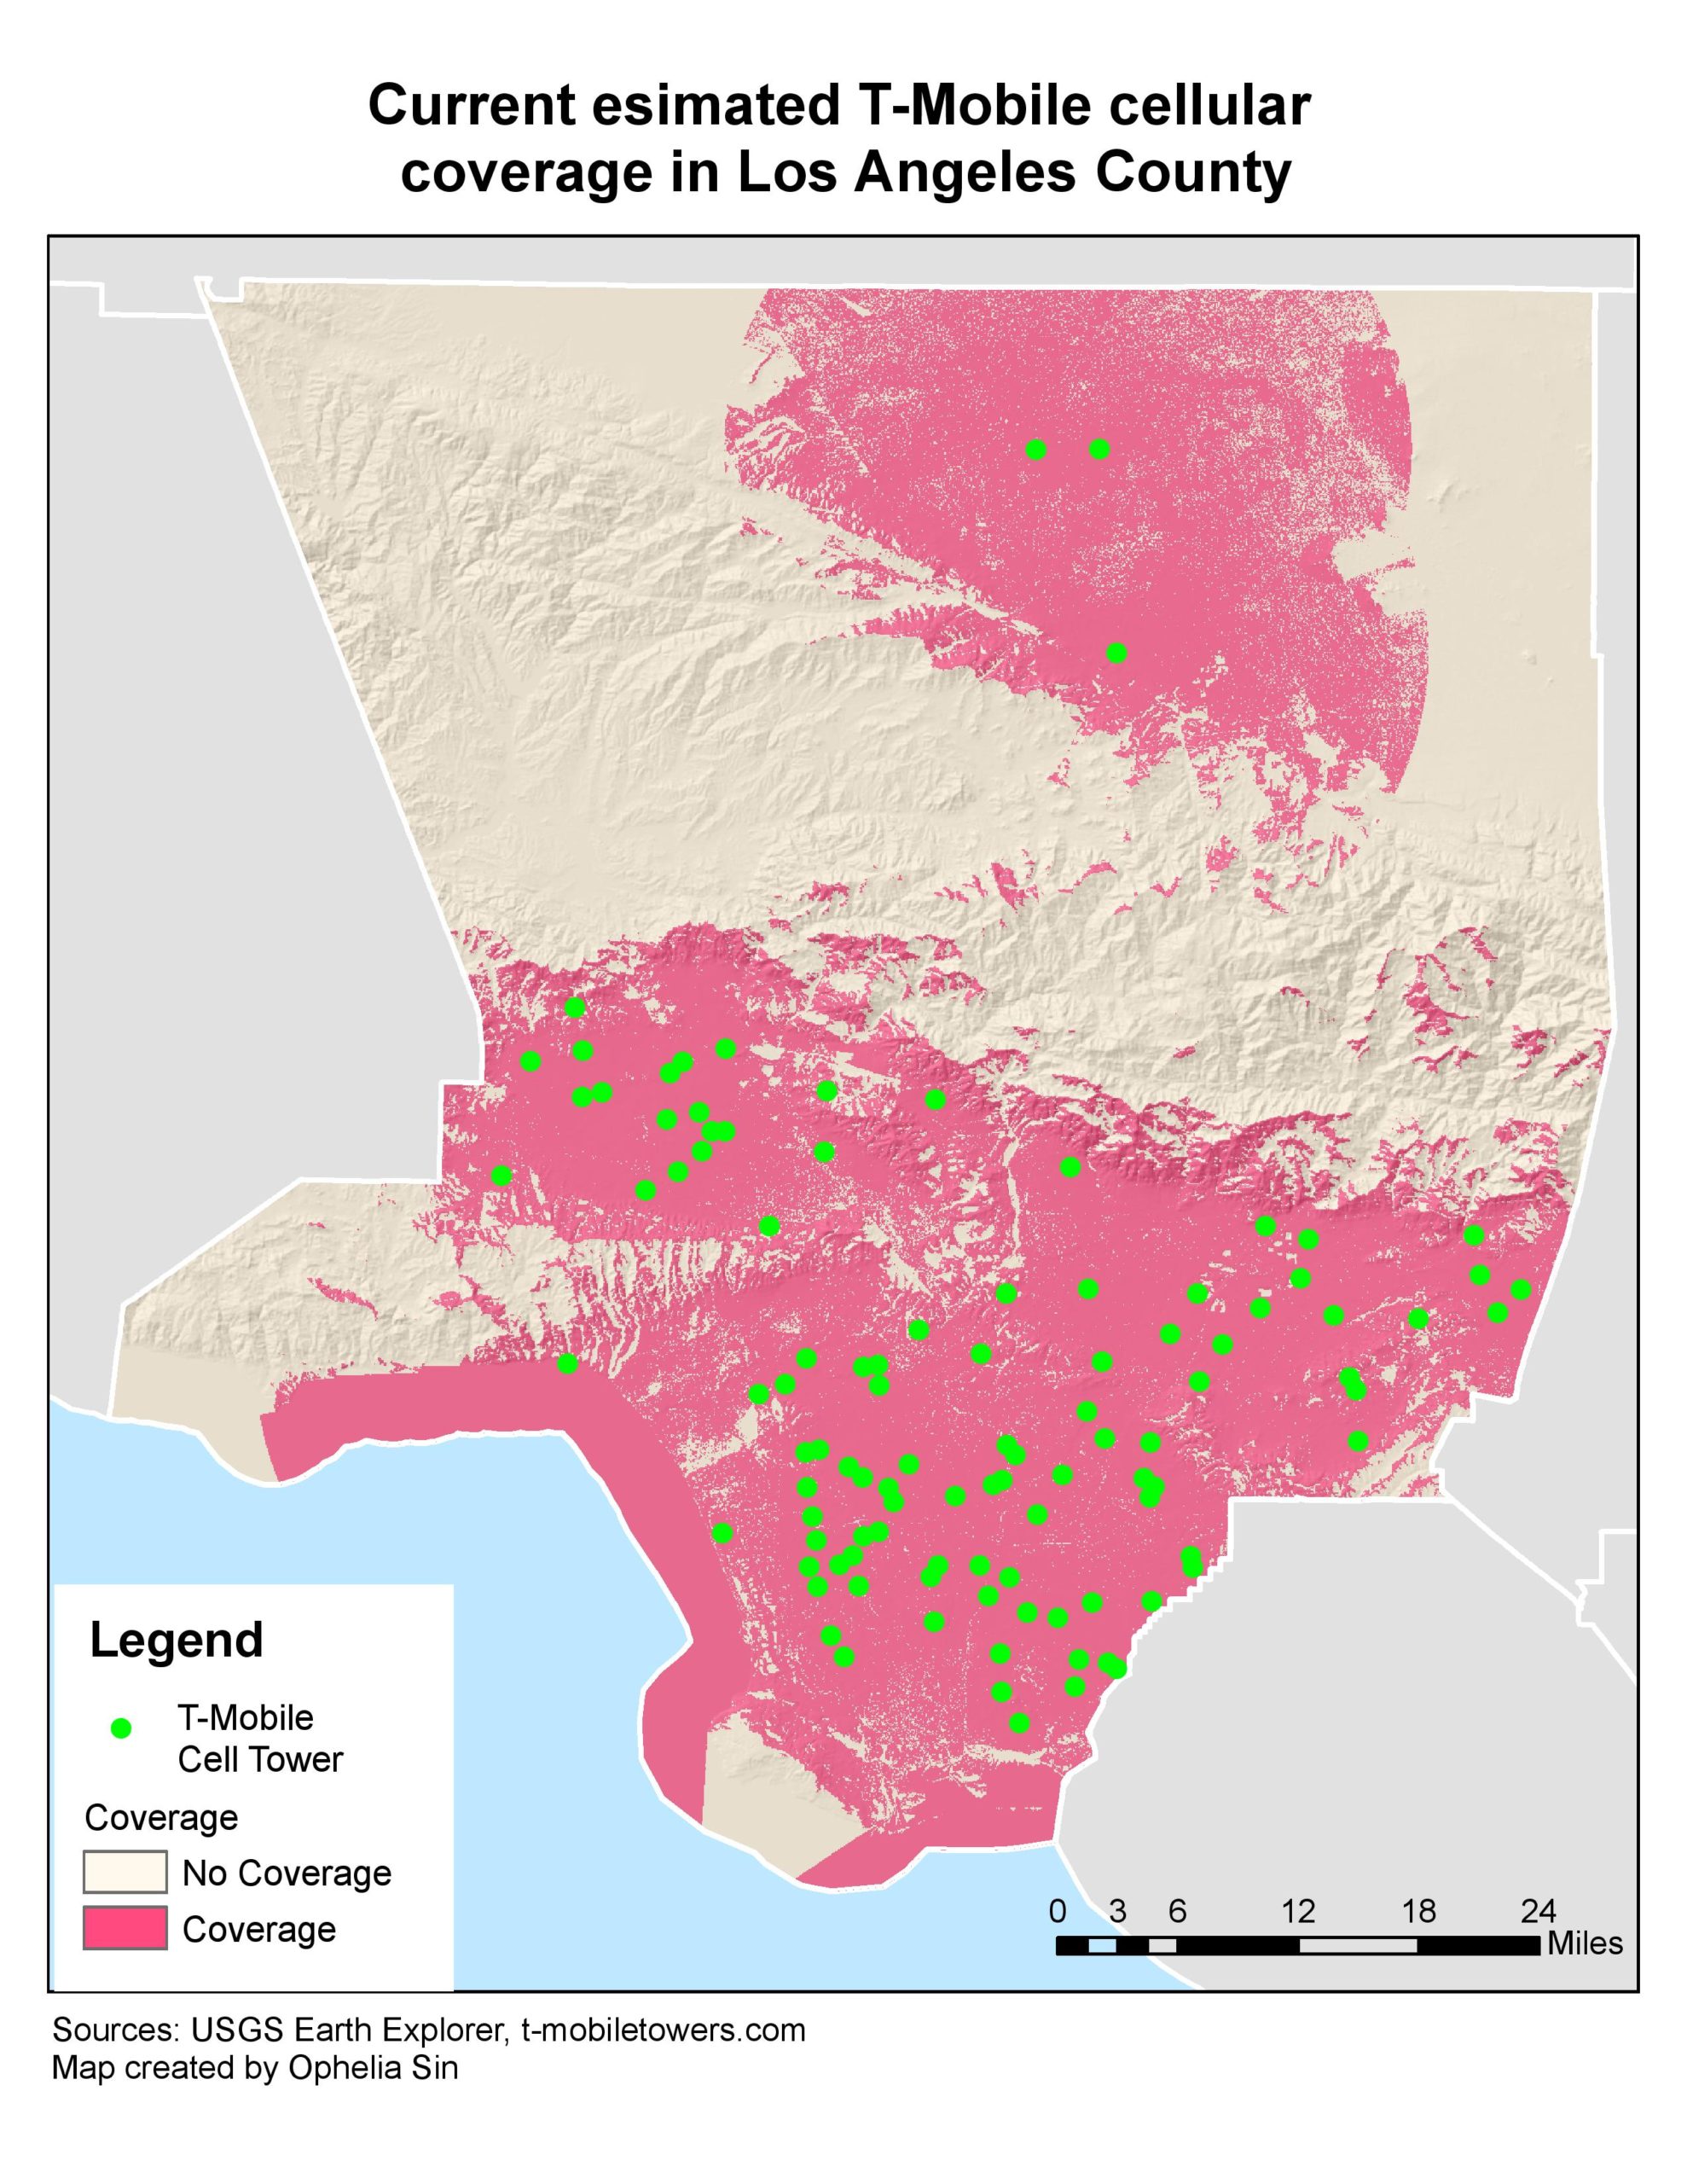 Current esimated T-Mobile cellular
coverage in Los Angeles County
Legend
T-Mobile
Cell Tower
Coverage
No Coverage
Coverage
0 3 6 12 18 24
Miles
Sources: USGS Earth Explorer, t-mobiletowers.com
Map created by Ophelia Sin